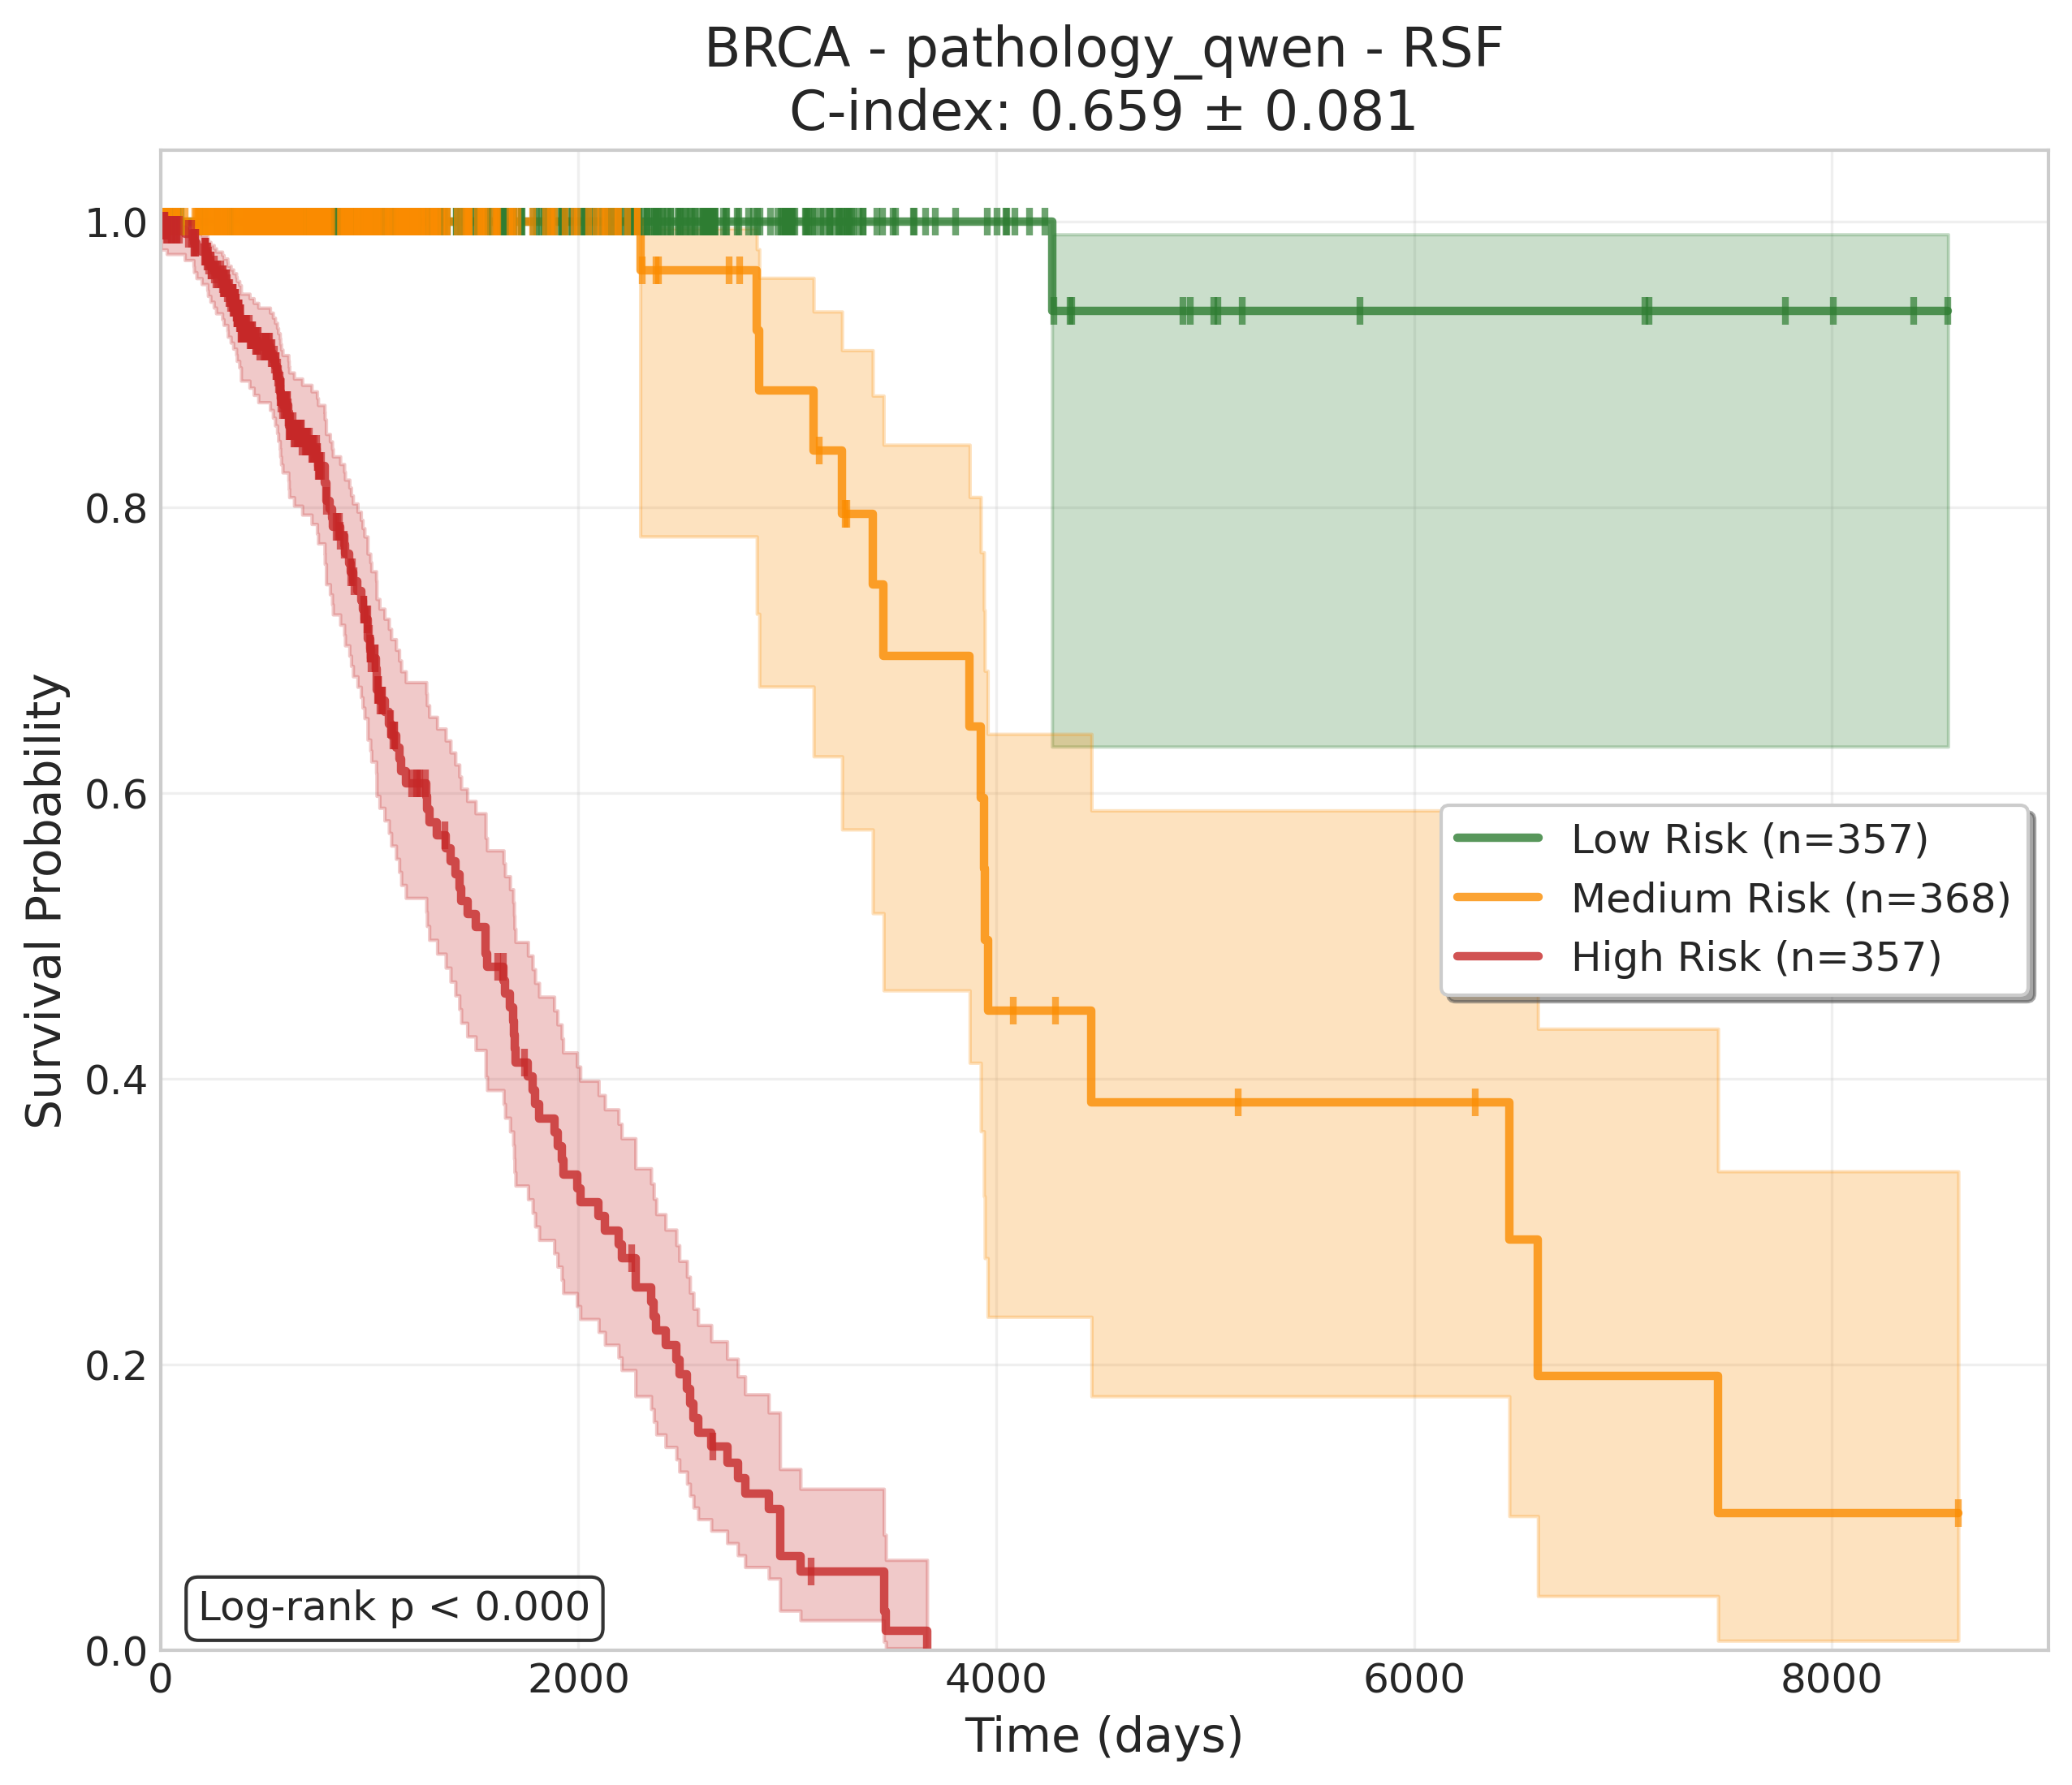 BRCA - pathology_qwen - RSF
C-index: 0.659 ± 0.081
Survival Probability
1.0
0.8
0.6
0.4
0.2
0.0
Low Risk (n=357)
Medium Risk (n=368)
High Risk (n=357)
Log-rank p < 0.000
0
2000
4000
6000
8000
Time (days)